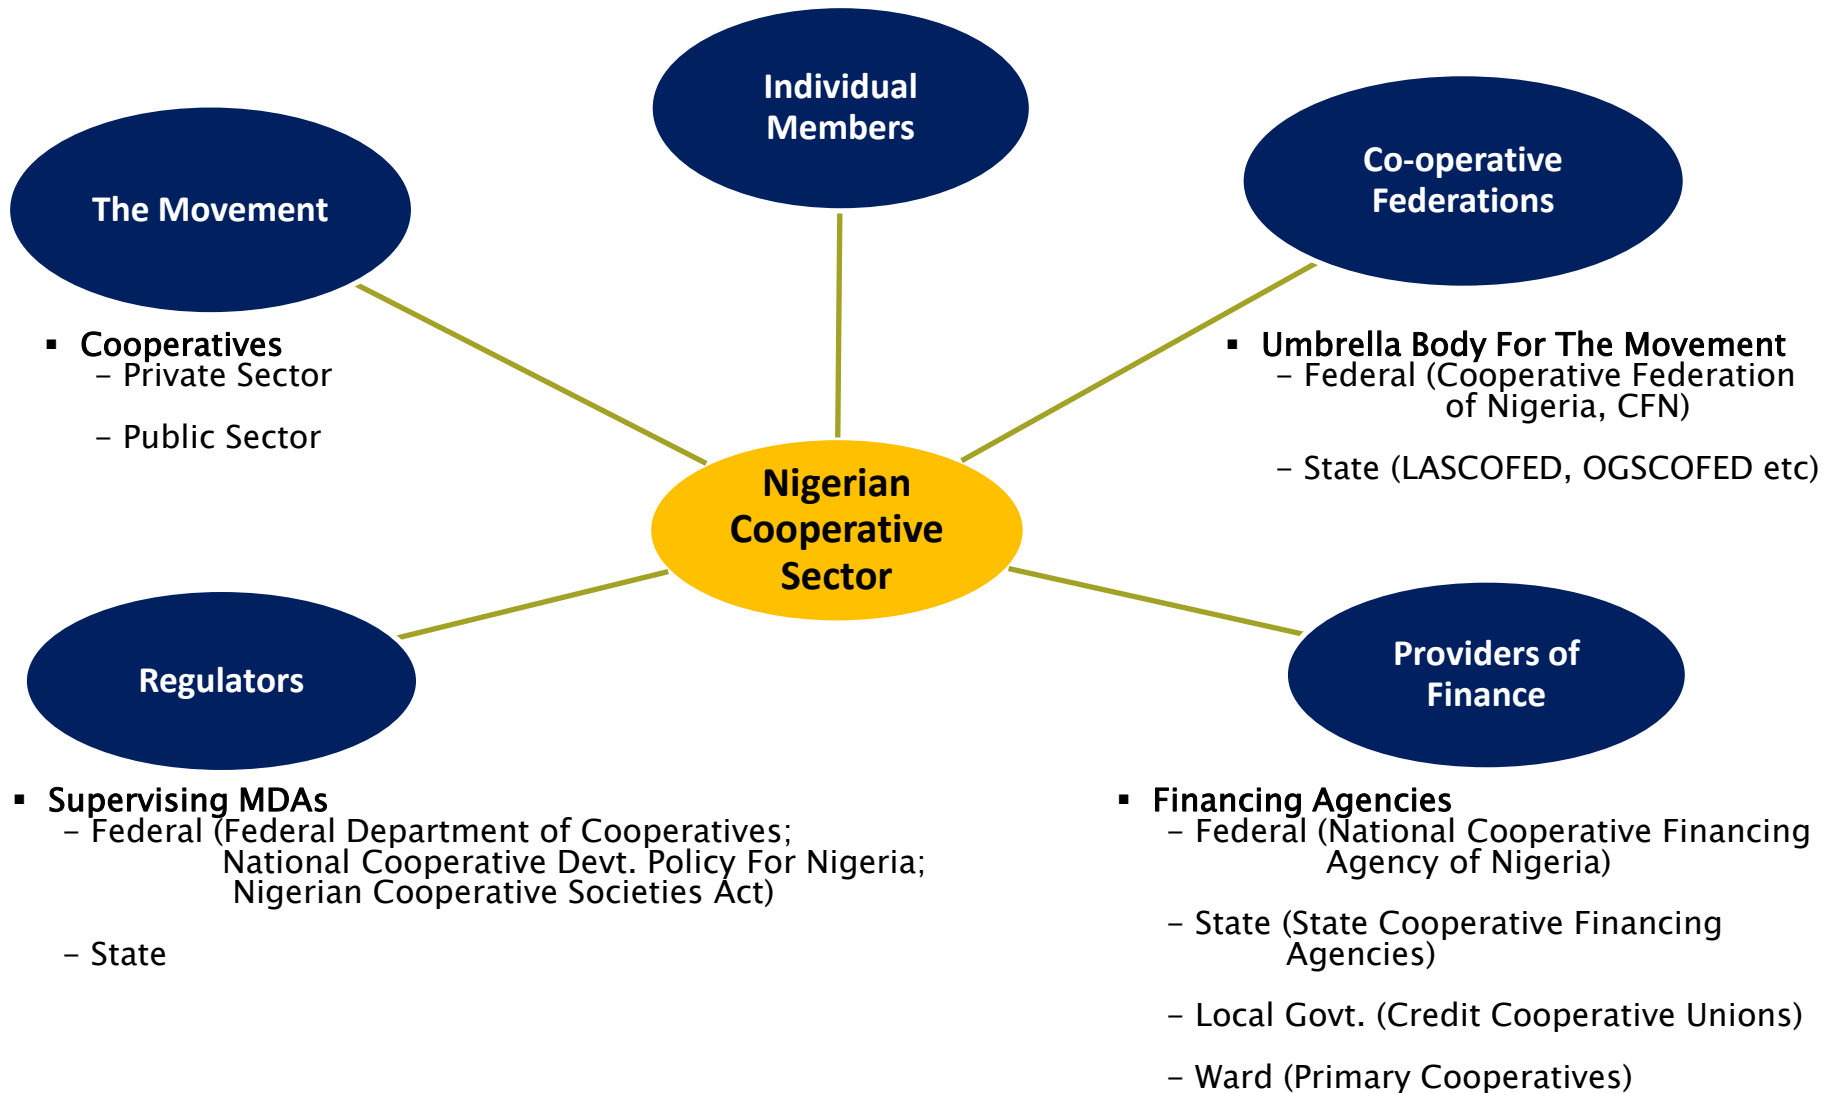 Individual
Members
The Movement
Co-operative
Federations
▪ Cooperatives
– Private Sector
– Public Sector
▪ Umbrella Body For The Movement
– Federal (Cooperative Federation
of Nigeria, CFN)
– State (LASCOFED, OGSCOFED etc)
Nigerian
Cooperative
Sector
Regulators
Providers of
Finance
▪ Supervising MDAs
– Federal (Federal Department of Cooperatives;
National Cooperative Devt. Policy For Nigeria;
Nigerian Cooperative Societies Act)
– State
▪ Financing Agencies
– Federal (National Cooperative Financing
Agency of Nigeria)
– State (State Cooperative Financing
Agencies)
– Local Govt. (Credit Cooperative Unions)
– Ward (Primary Cooperatives)